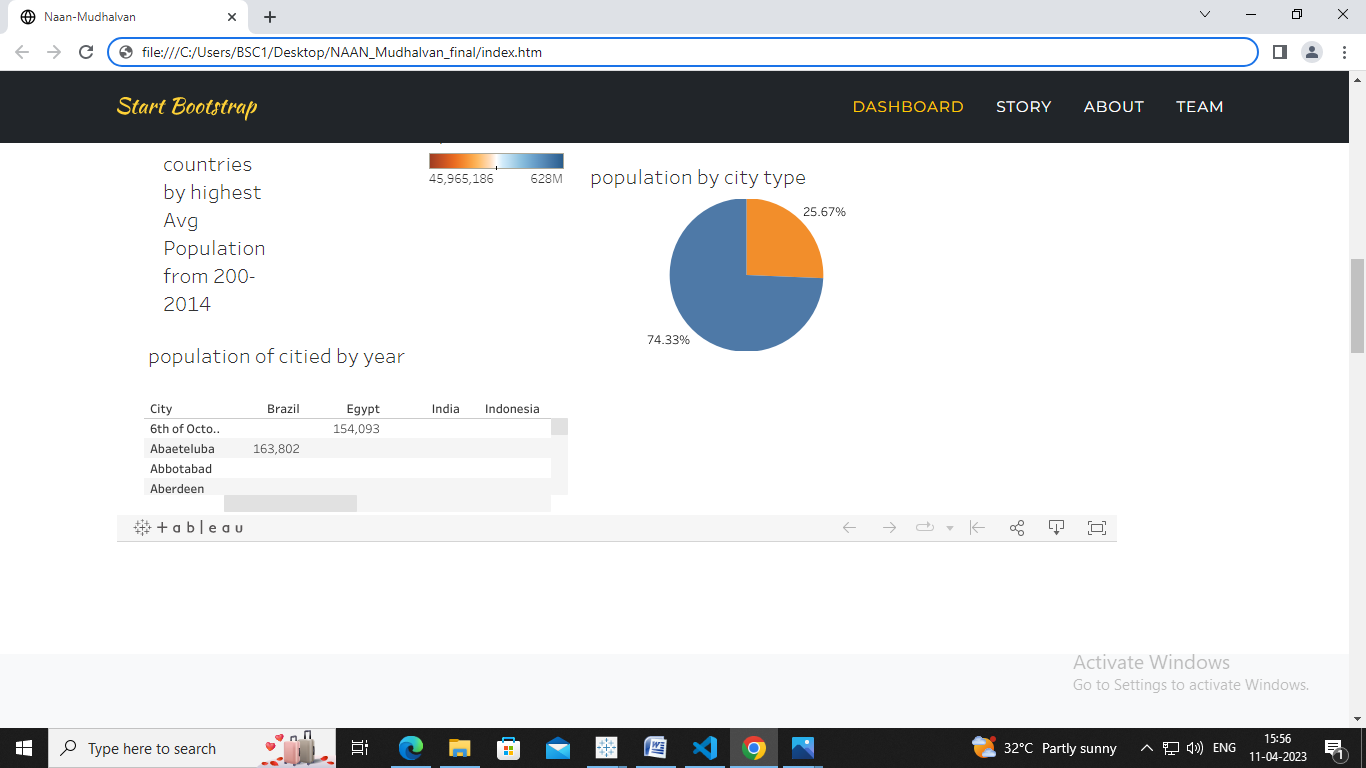 Naan-Mudhalvan
file:///C:/Users/BSC1/Desktop/NAAN_Mudhalvan_final/index.htm
Start Bootstrap
DASHBOARD STORY ABOUT TEAM
countries
by highest
Avg
Population
from 200-
2014
45,965,186 628M
population by city type
25.67%
74.33%
population of citied by year
City Brazil Egypt India Indonesia
6th of Octo.. 154,093
Abaeteluba 163,802
Abbotabad
Aberdeen
+ a b | e a u
Activate Windows
Go to Settings to activate Windows.
Type here to search
32°C Partly sunny
ENG
15:56
11-04-2023
1